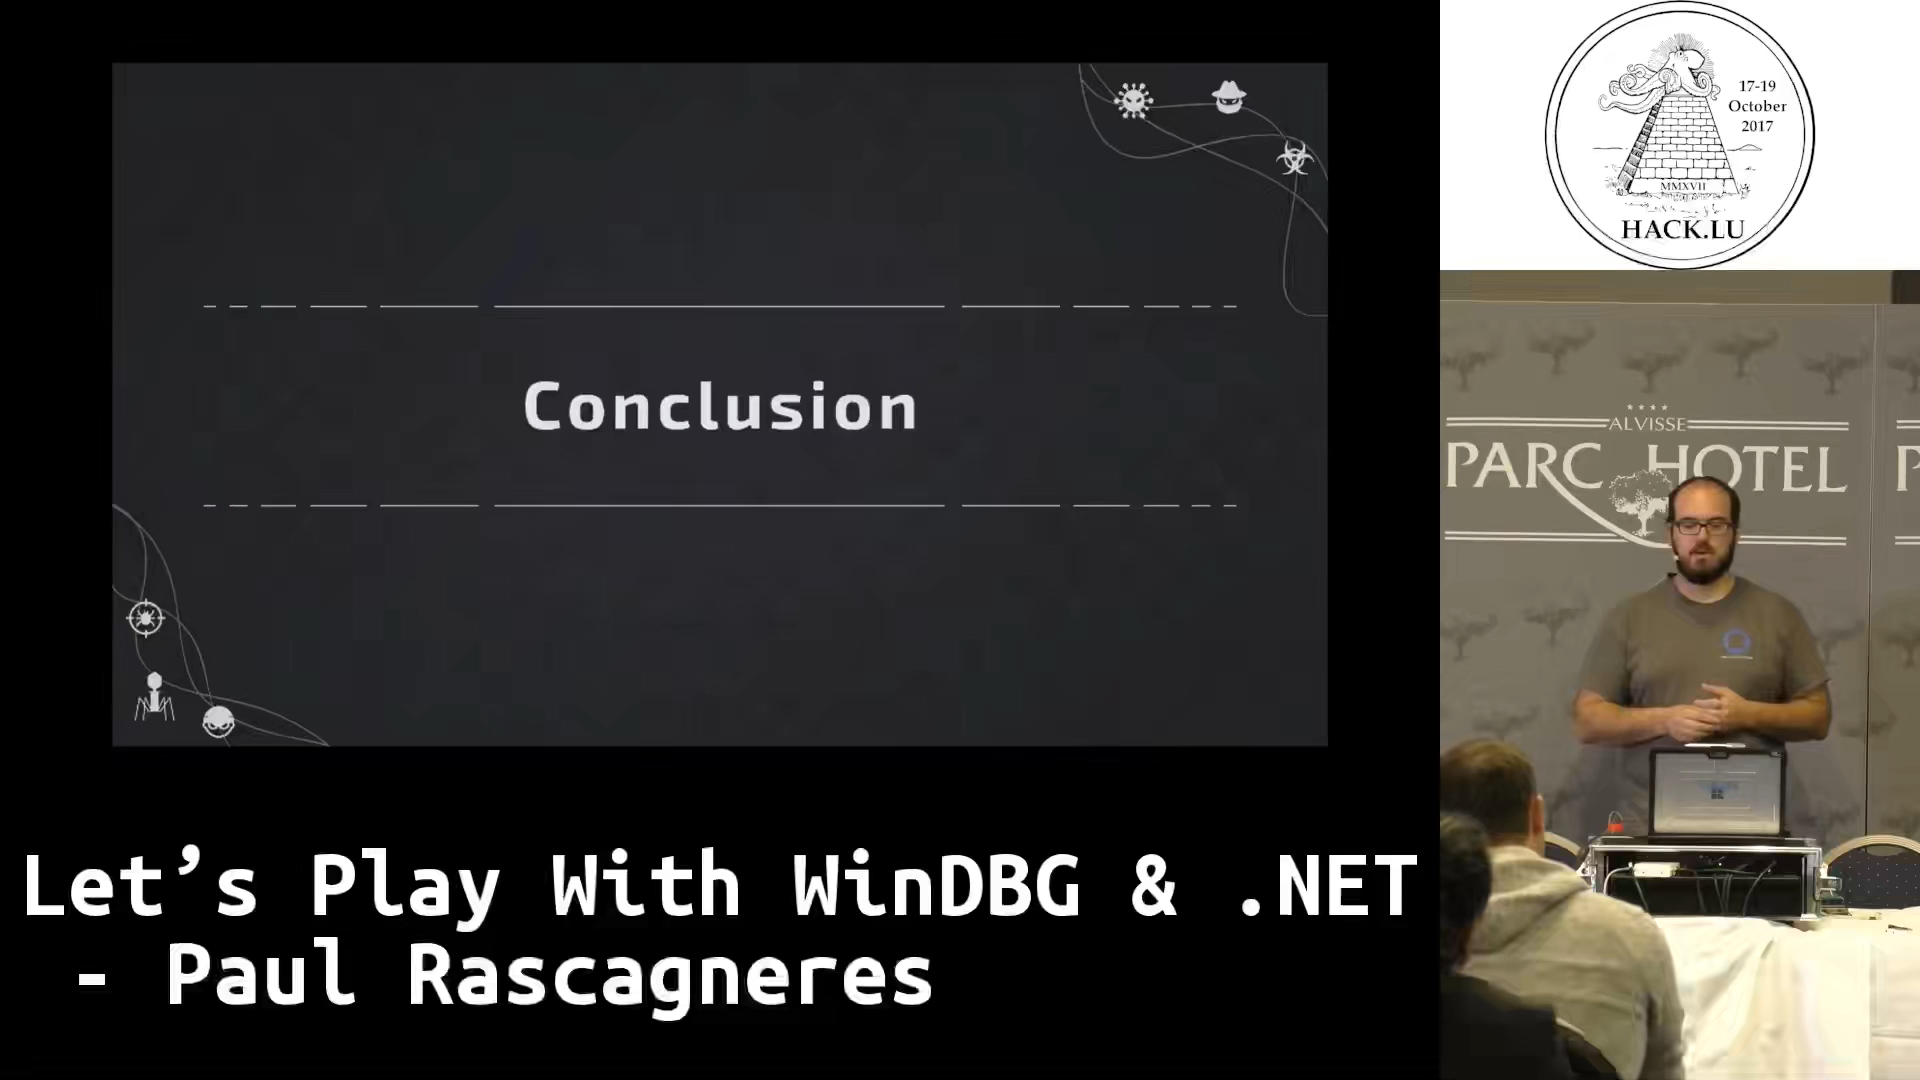 Conclusion
Let's Play With WinDBG & .NET
- Paul Rascagneres
17-19
October
2017
MMXVII
HACK.LU
ALVISSE
PARC HOTEL
P